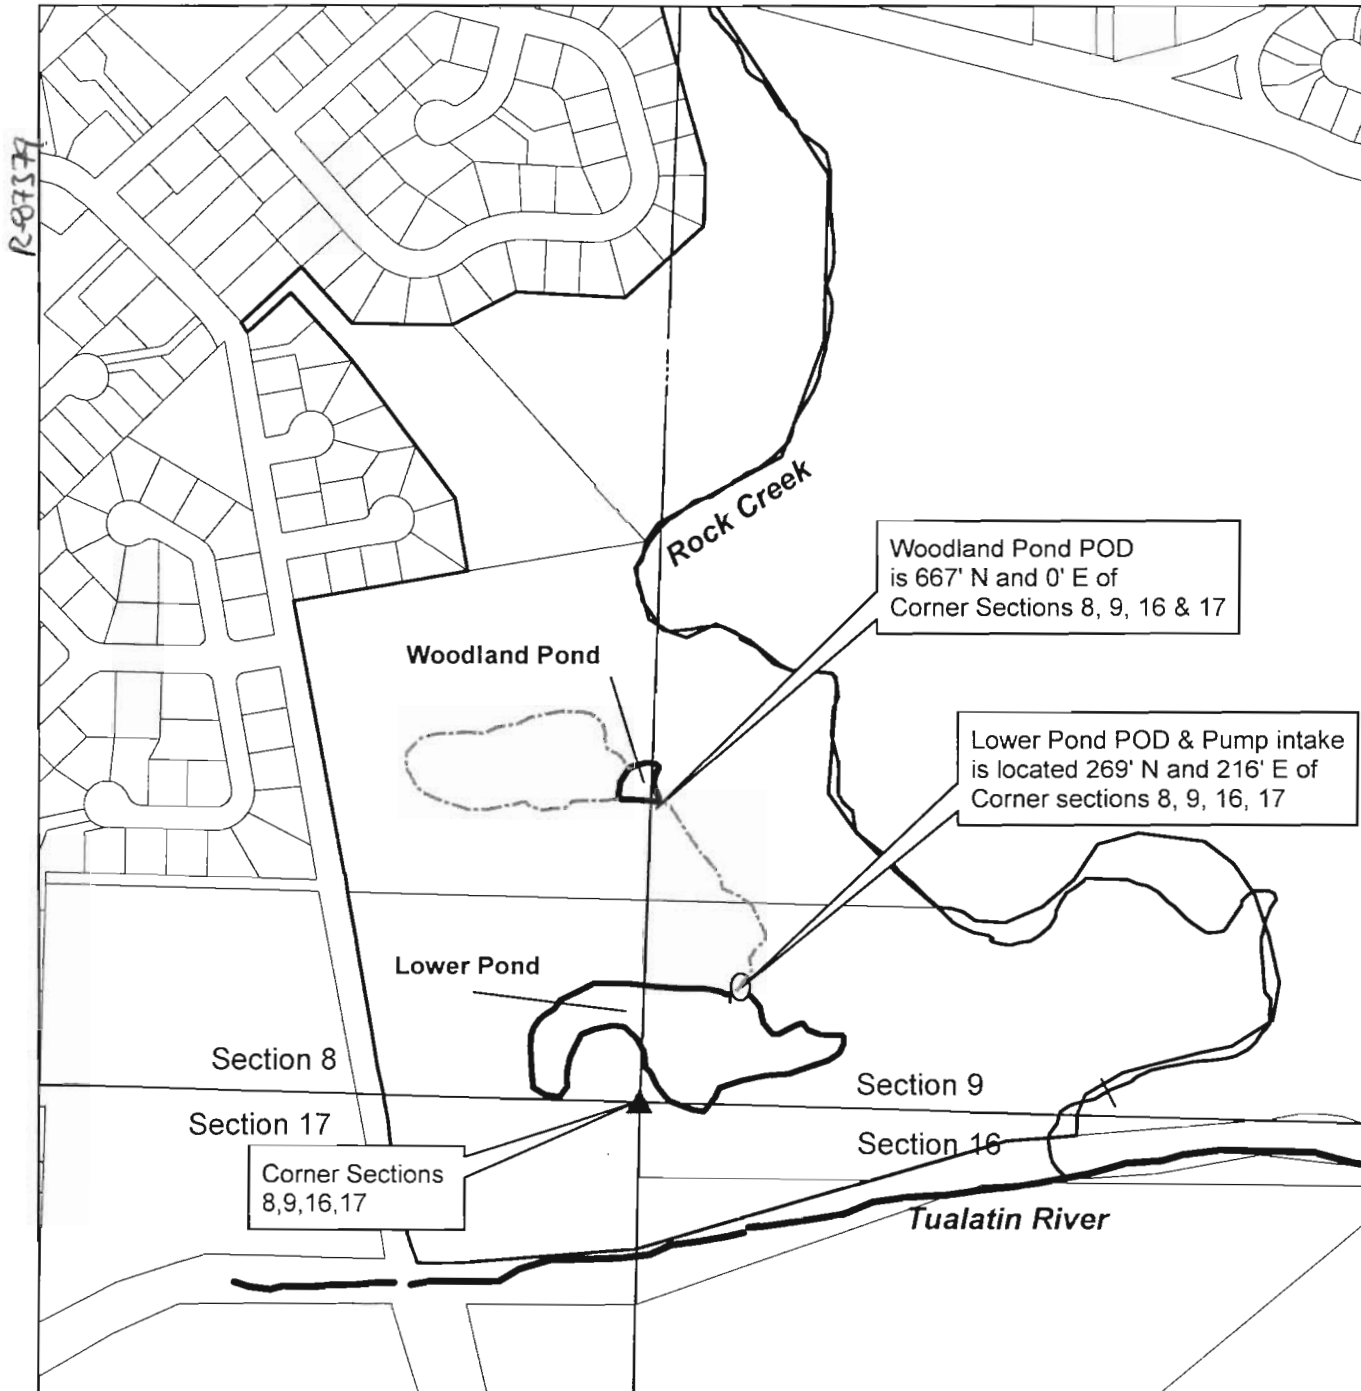 R-87379
Rock Creek
Woodland Pond POD
is 667' N and 0' E of
Corner Sections 8, 9, 16 & 17
Woodland Pond
Lower Pond POD & Pump intake
is located 269' N and 216' E of
Corner sections 8, 9, 16, 17
Lower Pond
Section 8
Section 9
Section 17
Section 16
Corner Sections
8,9,16,17
Tualatin River